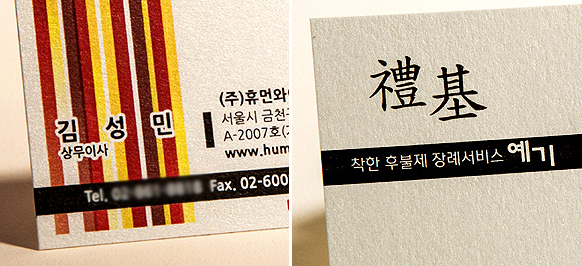 김 성 민
상무이사
(주)휴먼와
서울시 금천구
A-2007호(
www.hum
Tel. Fax. 02-600
禮基
착한 후불제 장례서비스 예기